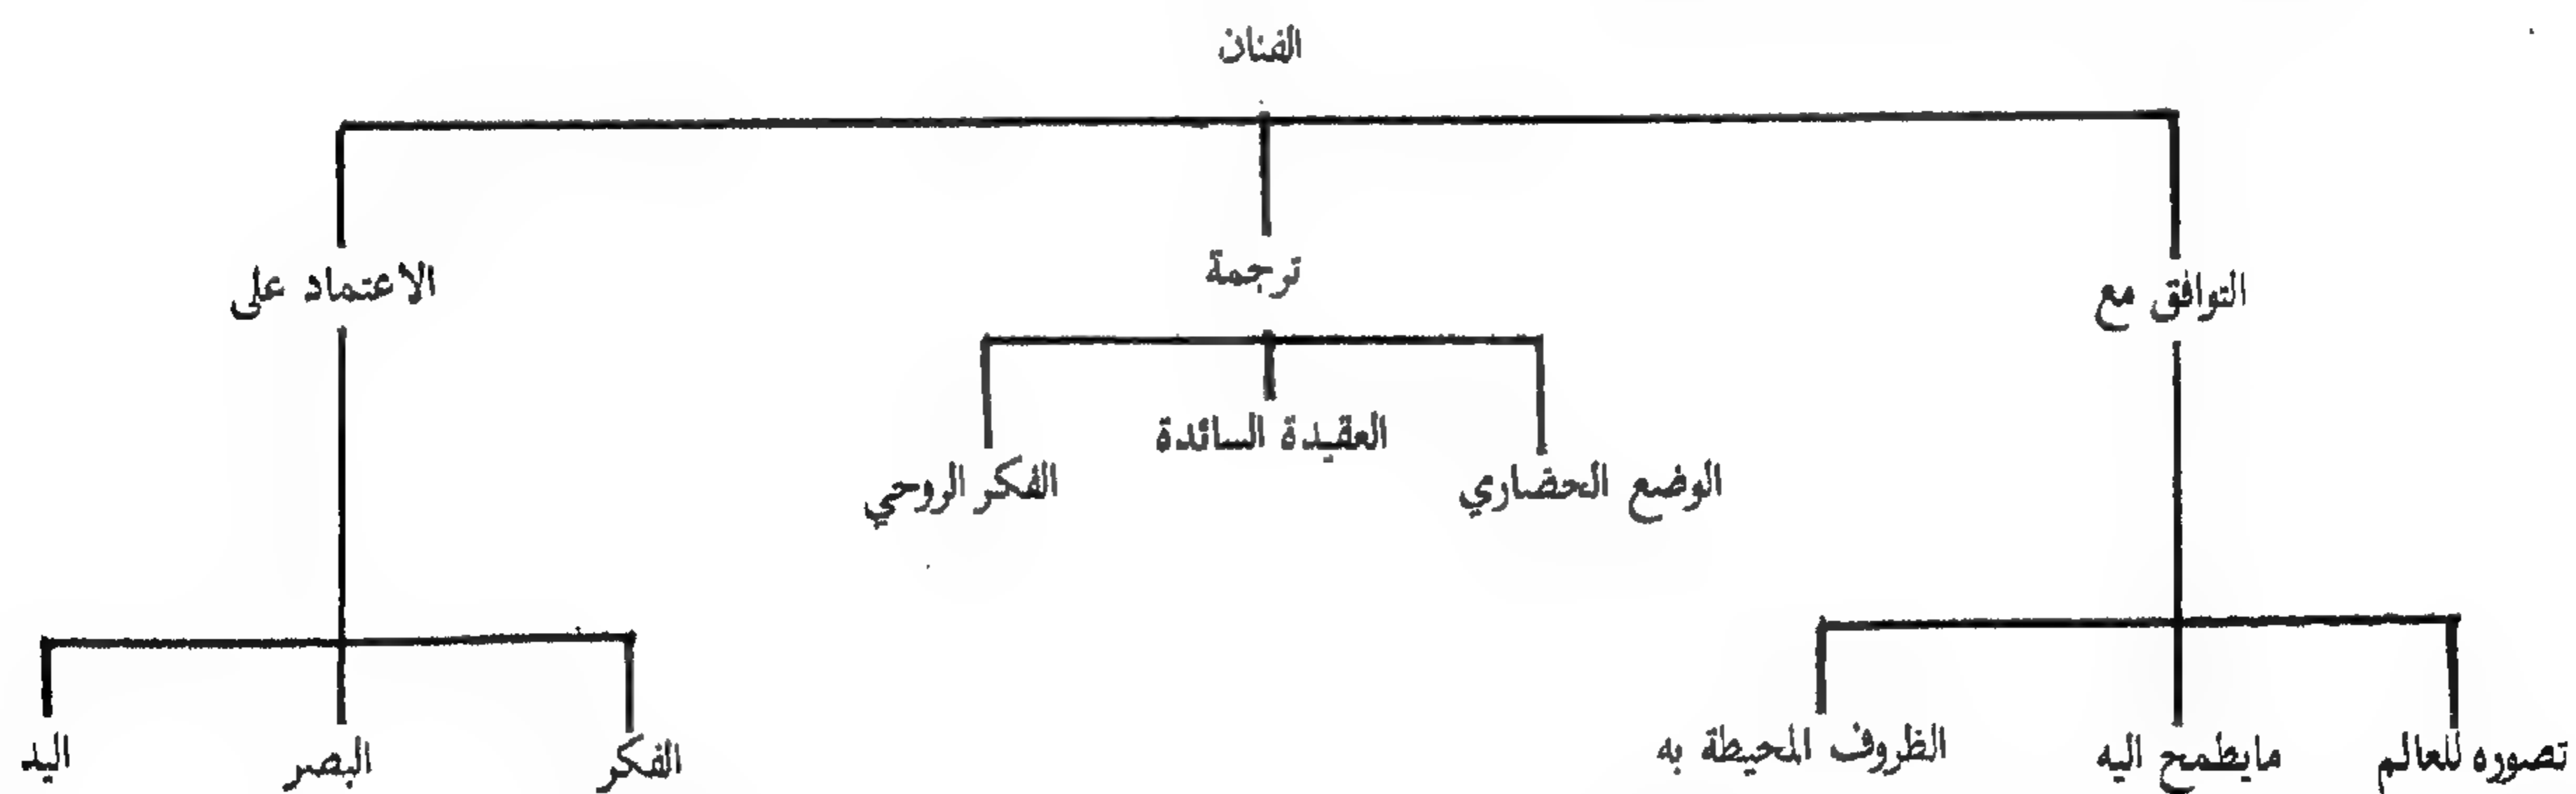 الفنان
التوافق مع
ترجمة
الاعتماد على
الوضع الحضاري
العقيدة السائدة
الفكر الروحي
تصوره للعالم
مايطمح اليه
الظروف المحيطة به
الفكر
البصر
اليد